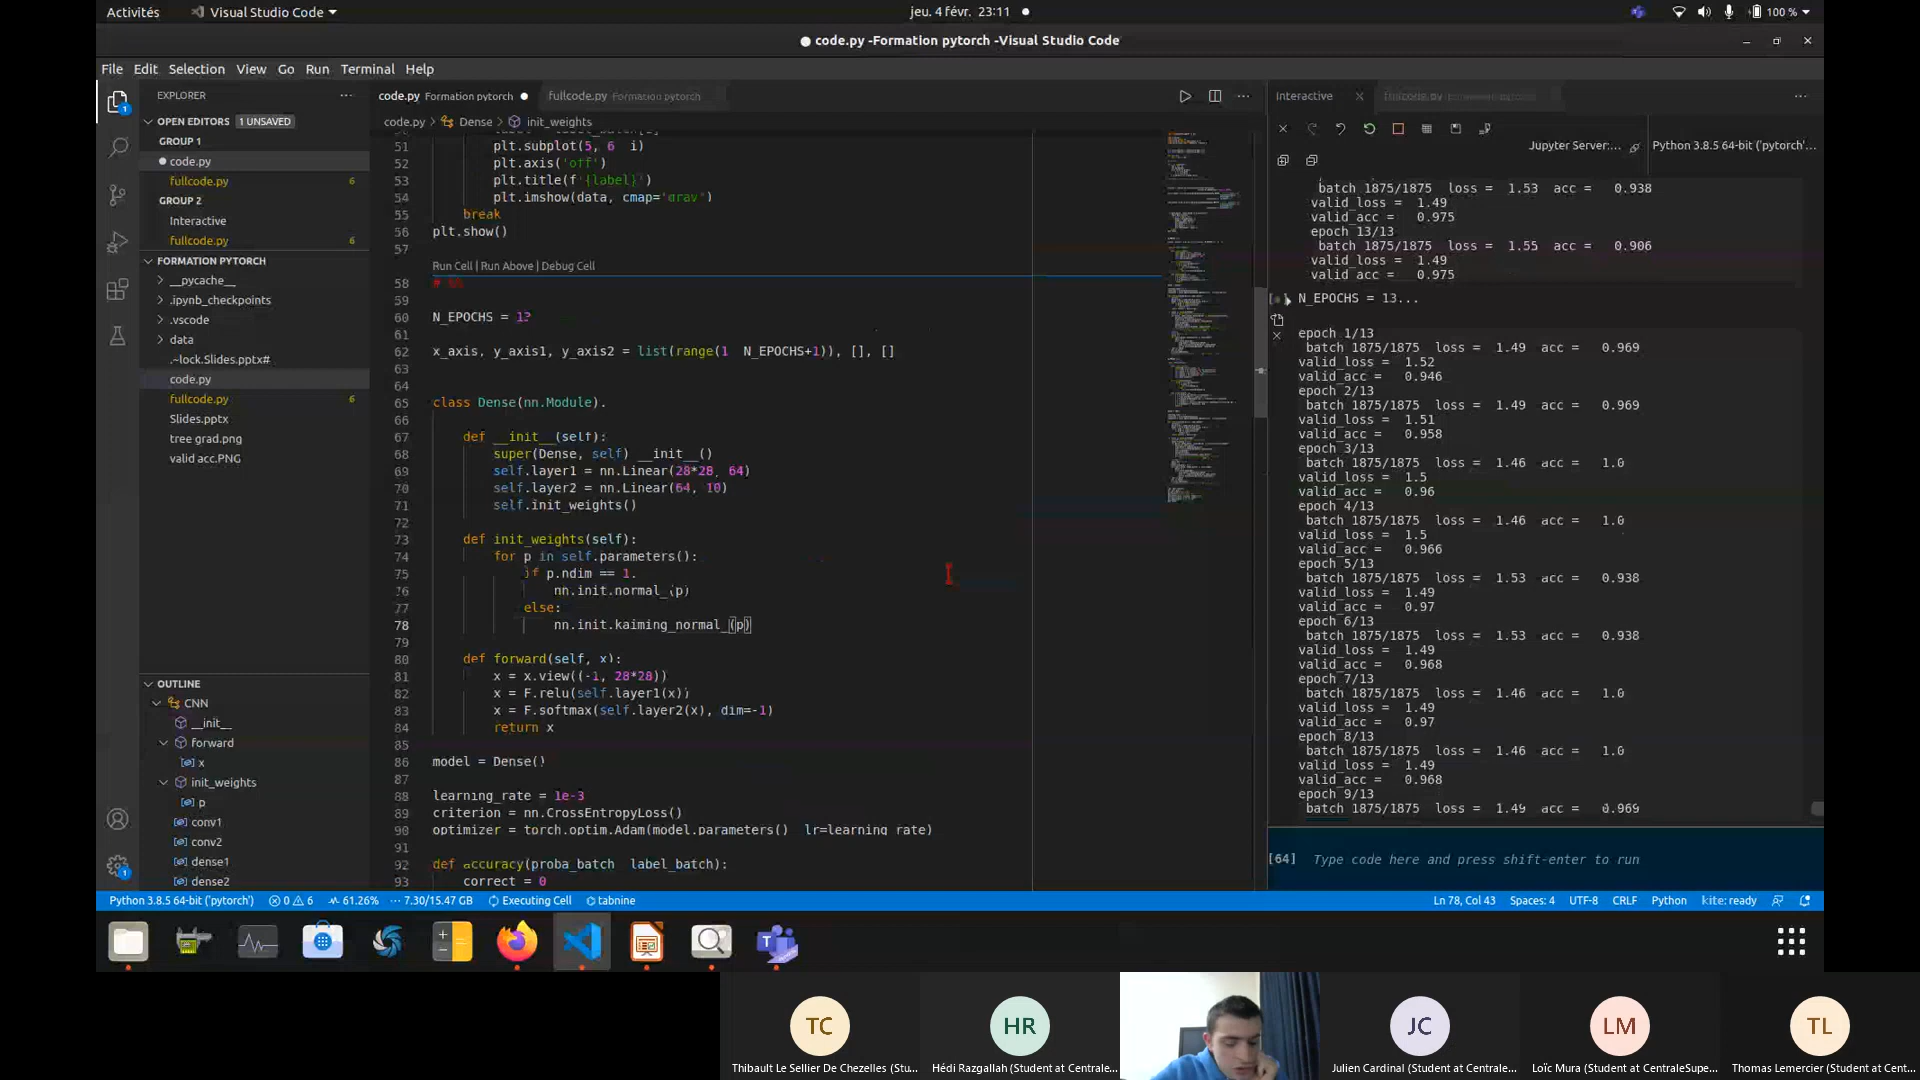 Activités
Visual Studio Code
jeu. 4 févr. 23:11
100 %
code.py -Formation pytorch -Visual Studio Code
File Edit Selection View Go Run Terminal Help
EXPLORER
OPEN EDITORS 1 UNSAVED
GROUP 1
code.py
fullcode.py 6
GROUP 2
Interactive
fullcode.py 6
FORMATION PYTORCH
__pycache__
.ipynb_checkpoints
.vscode
data
.~lock.Slides.pptx#
code.py
fullcode.py 6
Slides.pptx
tree grad.png
valid acc.PNG
OUTLINE
CNN
__init__
forward
x
init_weights
p
conv1
conv2
dense1
dense2
code.py Formation pytorch
fullcode.py Formation pytorch
code.py > Dense > init_weights
51 plt.subplot(5, 6 i)
52 plt.axis('off')
53 plt.title(f'{label}')
54 plt.imshow(data, cmap='gray')
55 break
56 plt.show()
57
Run Cell | Run Above | Debug Cell
58 # %%
59
60 N_EPOCHS = 13
61
62 x_axis, y_axis1, y_axis2 = list(range(1 N_EPOCHS+1)), [], []
63
64
65 class Dense(nn.Module).
66
67 def __init__(self):
68 super(Dense, self) __init__()
69 self.layer1 = nn.Linear(28*28, 64)
70 self.layer2 = nn.Linear(64, 10)
71 self.init_weights()
72
73 def init_weights(self):
74 for p in self.parameters():
75 if p.ndim == 1.
76 nn.init.normal_(p)
77 else:
78 nn.init.kaiming_normal_(p)
79
80 def forward(self, x):
81 x = x.view((-1, 28*28))
82 x = F.relu(self.layer1(x))
83 x = F.softmax(self.layer2(x), dim=-1)
84 return x
85
86 model = Dense()
87
88 learning_rate = 1e-3
89 criterion = nn.CrossEntropyLoss()
90 optimizer = torch.optim.Adam(model.parameters() lr=learning_rate)
91
92 def accuracy(proba_batch label_batch):
93 correct = 0
Interactive
fullcode.py
Jupyter Server:...
Python 3.8.5 64-bit ('pytorch'...
batch 1875/1875 loss = 1.53 acc = 0.938
valid_loss = 1.49
valid_acc = 0.975
epoch 13/13
batch 1875/1875 loss = 1.55 acc = 0.906
valid_loss = 1.49
valid acc = 0.975
N_EPOCHS = 13...
epoch 1/13
batch 1875/1875 loss = 1.49 acc = 0.969
valid_loss = 1.52
valid_acc = 0.946
epoch 2/13
batch 1875/1875 loss = 1.49 acc = 0.969
valid_loss = 1.51
valid_acc = 0.958
epoch 3/13
batch 1875/1875 loss = 1.46 acc = 1.0
valid_loss = 1.5
valid_acc = 0.96
epoch 4/13
batch 1875/1875 loss = 1.46 acc = 1.0
valid_loss = 1.5
valid_acc = 0.966
epoch 5/13
batch 1875/1875 loss = 1.53 acc = 0.938
valid_loss = 1.49
valid_acc = 0.97
epoch 6/13
batch 1875/1875 loss = 1.53 acc = 0.938
valid_loss = 1.49
valid_acc = 0.968
epoch 7/13
batch 1875/1875 loss = 1.46 acc = 1.0
valid_loss = 1.49
valid_acc = 0.97
epoch 8/13
batch 1875/1875 loss = 1.46 acc = 1.0
valid_loss = 1.49
valid_acc = 0.968
epoch 9/13
batch 1875/1875 loss = 1.49 acc = 0.969
[64] Type code here and press shift-enter to run
Python 3.8.5 64-bit ('pytorch') 0 6 61.26% 7.30/15.47 GB Executing Cell tabnine
Ln 78, Col 43 Spaces: 4 UTF-8 CRLF Python kite: ready
TC
HR
JC
LM
TL
Thibault Le Sellier De Chezelles (Stu...
Hédi Razgallah (Student at Centrale...
Julien Cardinal (Student at Centrale...
Loïc Mura (Student at CentraleSupe...
Thomas Lemercier (Student at Cent...